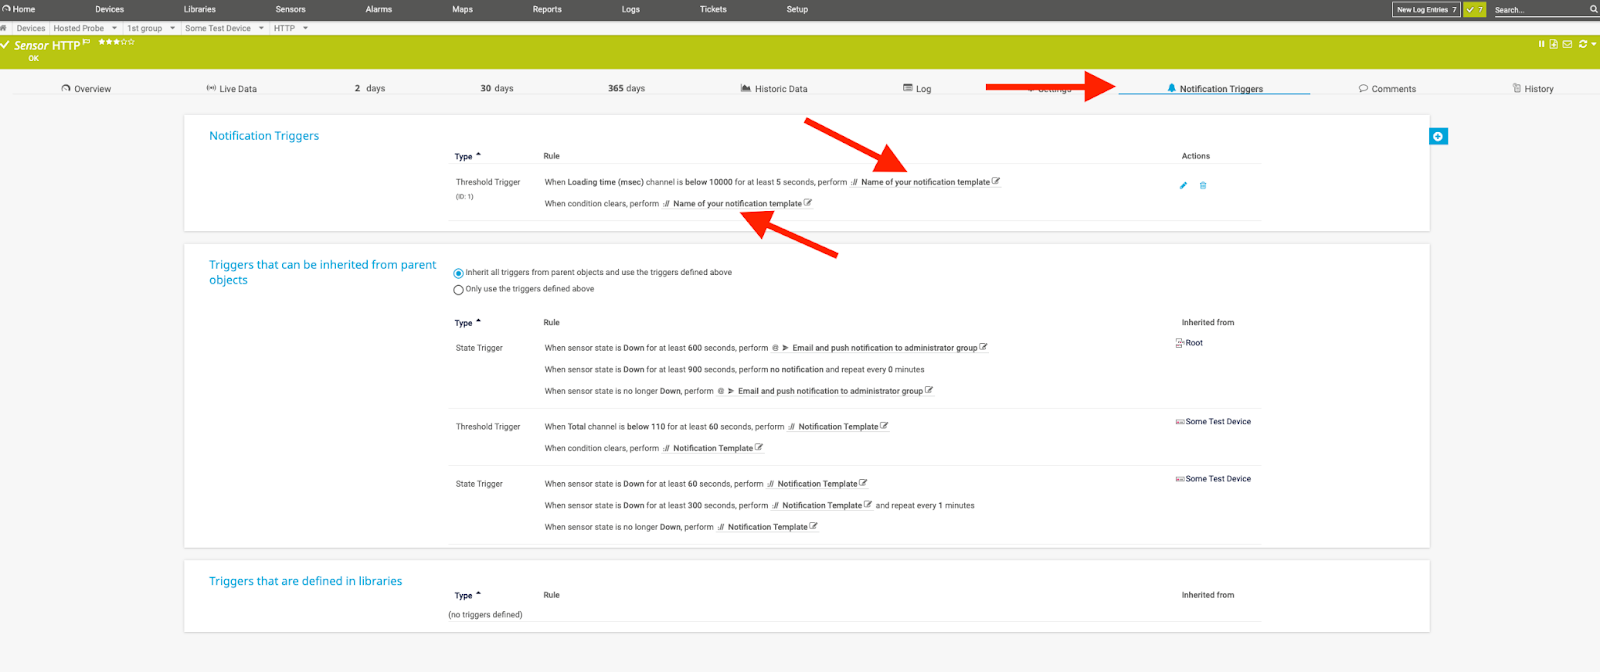 Home Devices Libraries Sensors Alarms Maps Reports Logs Tickets Setup New Log Entries 7 7 Search...
Devices Hosted Probe 1st group Some Test Device HTTP
Sensor HTTP
OK
Overview Live Data 2 days 30 days 365 days Historic Data Log Settings Notification Triggers Comments History
Notification Triggers
Type Rule Actions
Threshold Trigger When Loading time (msec) channel is below 10000 for at least 5 seconds, perform :// Name of your notification template
(ID: 1)
When condition clears, perform :// Name of your notification template
Triggers that can be inherited from parent
objects
Inherit all triggers from parent objects and use the triggers defined above
Only use the triggers defined above
Type Rule Inherited from
State Trigger When sensor state is Down for at least 600 seconds, perform @ Email and push notification to administrator group Root
When sensor state is Down for at least 900 seconds, perform no notification and repeat every 0 minutes
When sensor state is no longer Down, perform @ Email and push notification to administrator group
Threshold Trigger When Total channel is below 110 for at least 60 seconds, perform :// Notification Template Some Test Device
When condition clears, perform :// Notification Template
State Trigger When sensor state is Down for at least 60 seconds, perform :// Notification Template Some Test Device
When sensor state is Down for at least 300 seconds, perform :// Notification Template and repeat every 1 minutes
When sensor state is no longer Down, perform :// Notification Template
Triggers that are defined in libraries
Type Rule Inherited from
(no triggers defined)